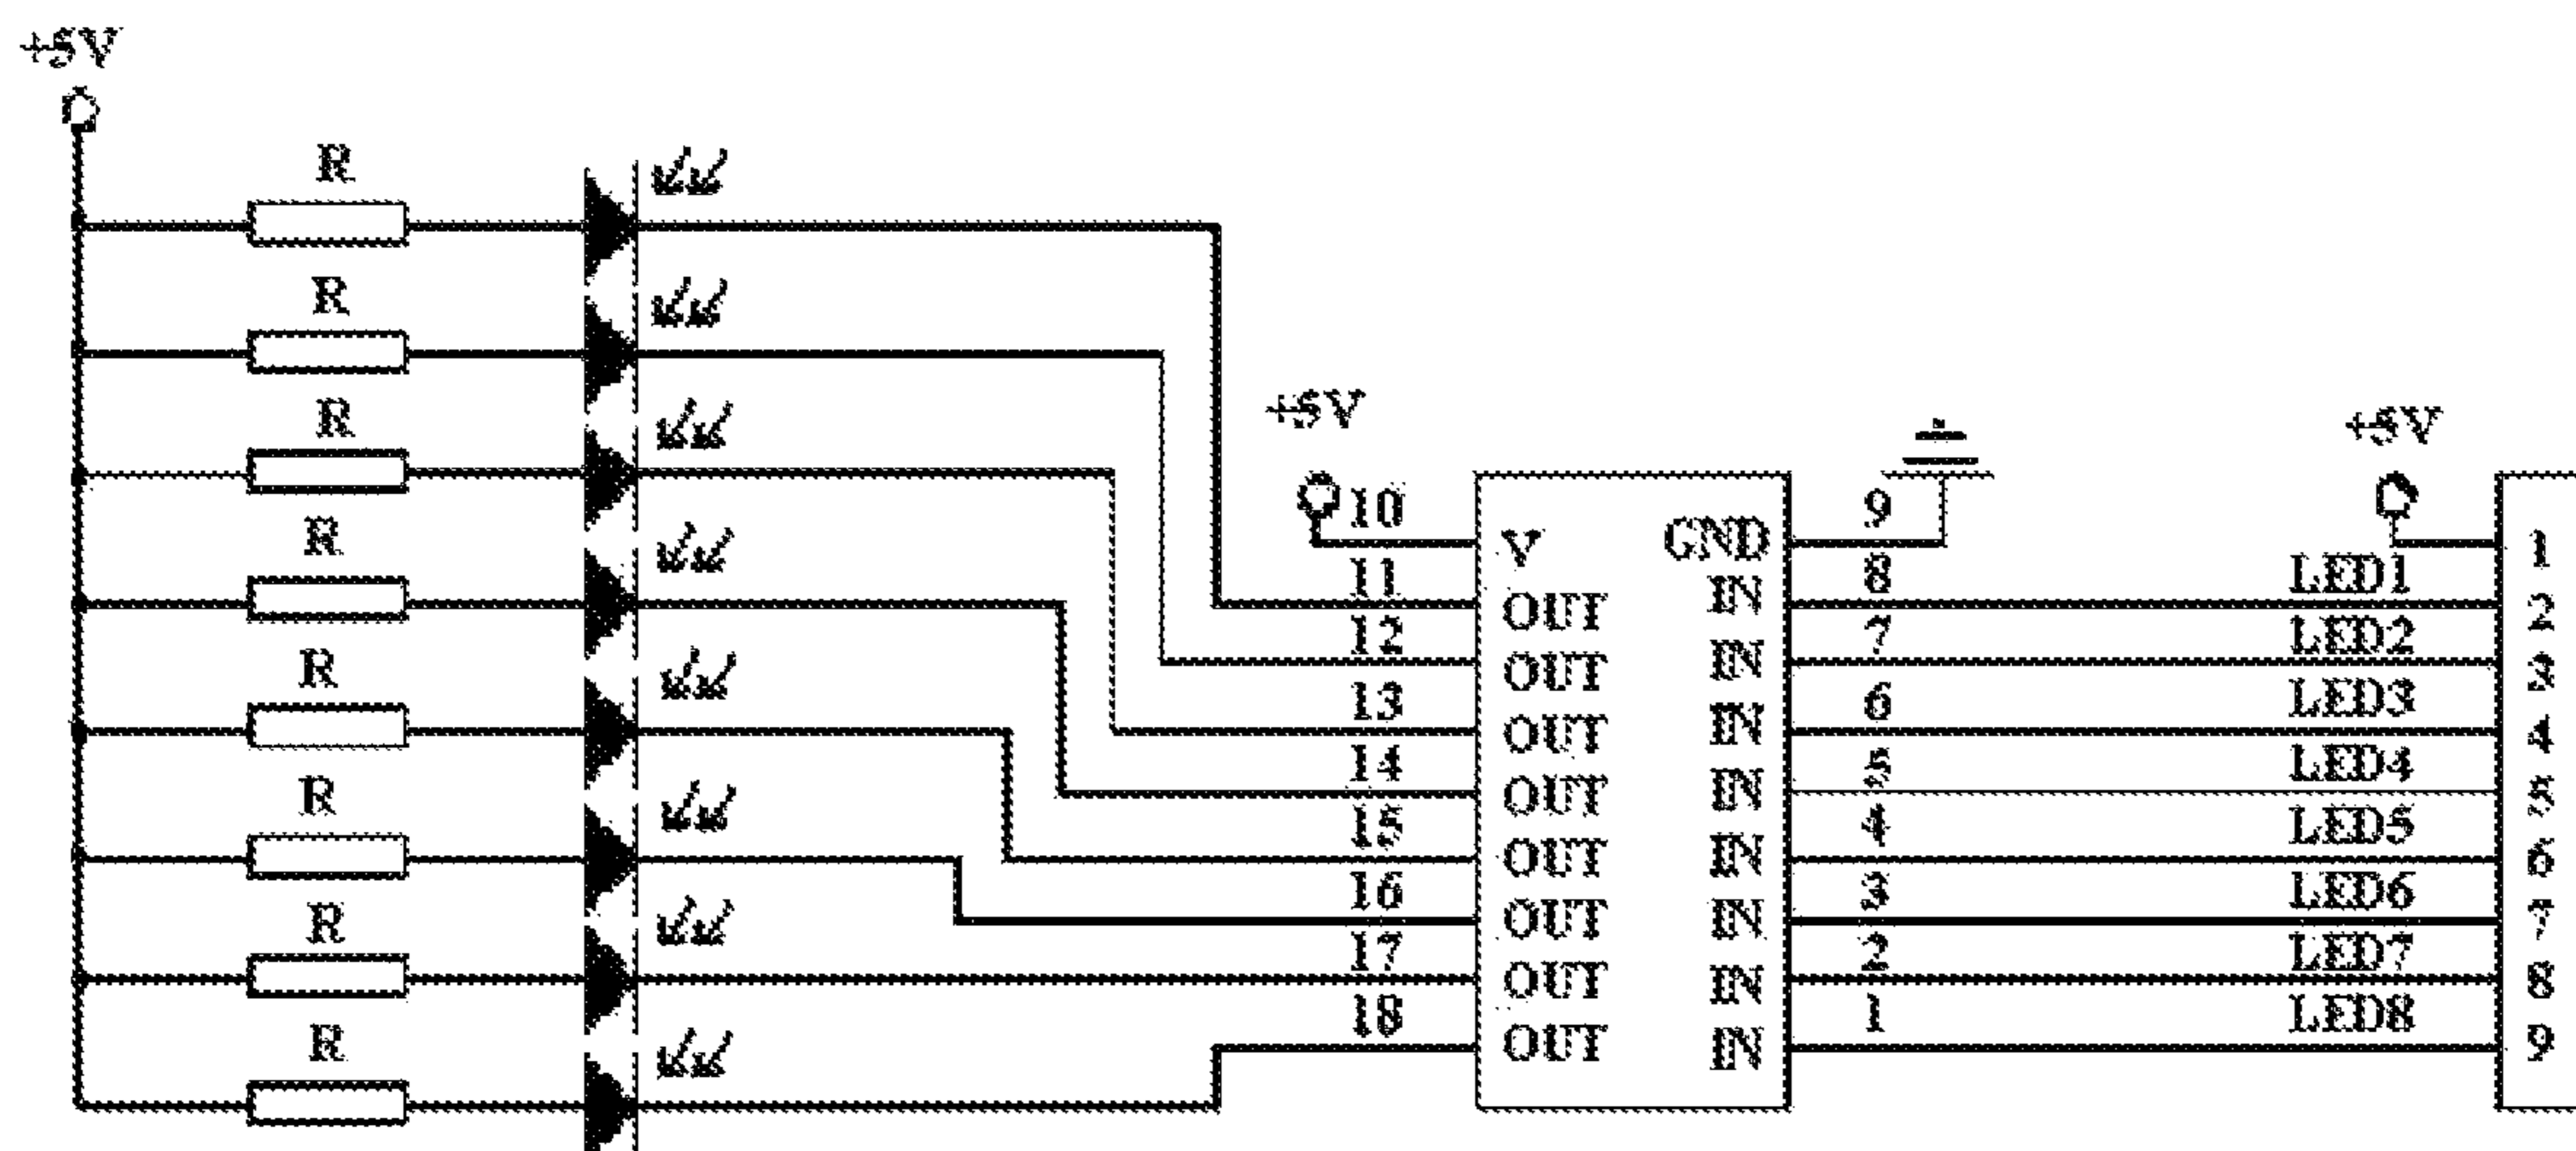 +5V
R
R
R
R
R
R
R
R
+5V
10
11
12
13
14
15
16
17
18
V
OUT
OUT
OUT
OUT
OUT
OUT
OUT
OUT
GND
IN
IN
IN
IN
IN
IN
IN
IN
9
8
7
6
5
4
3
2
1
LED1
LED2
LED3
LED4
LED5
LED6
LED7
LED8
+5V
1
2
3
4
5
6
7
8
9